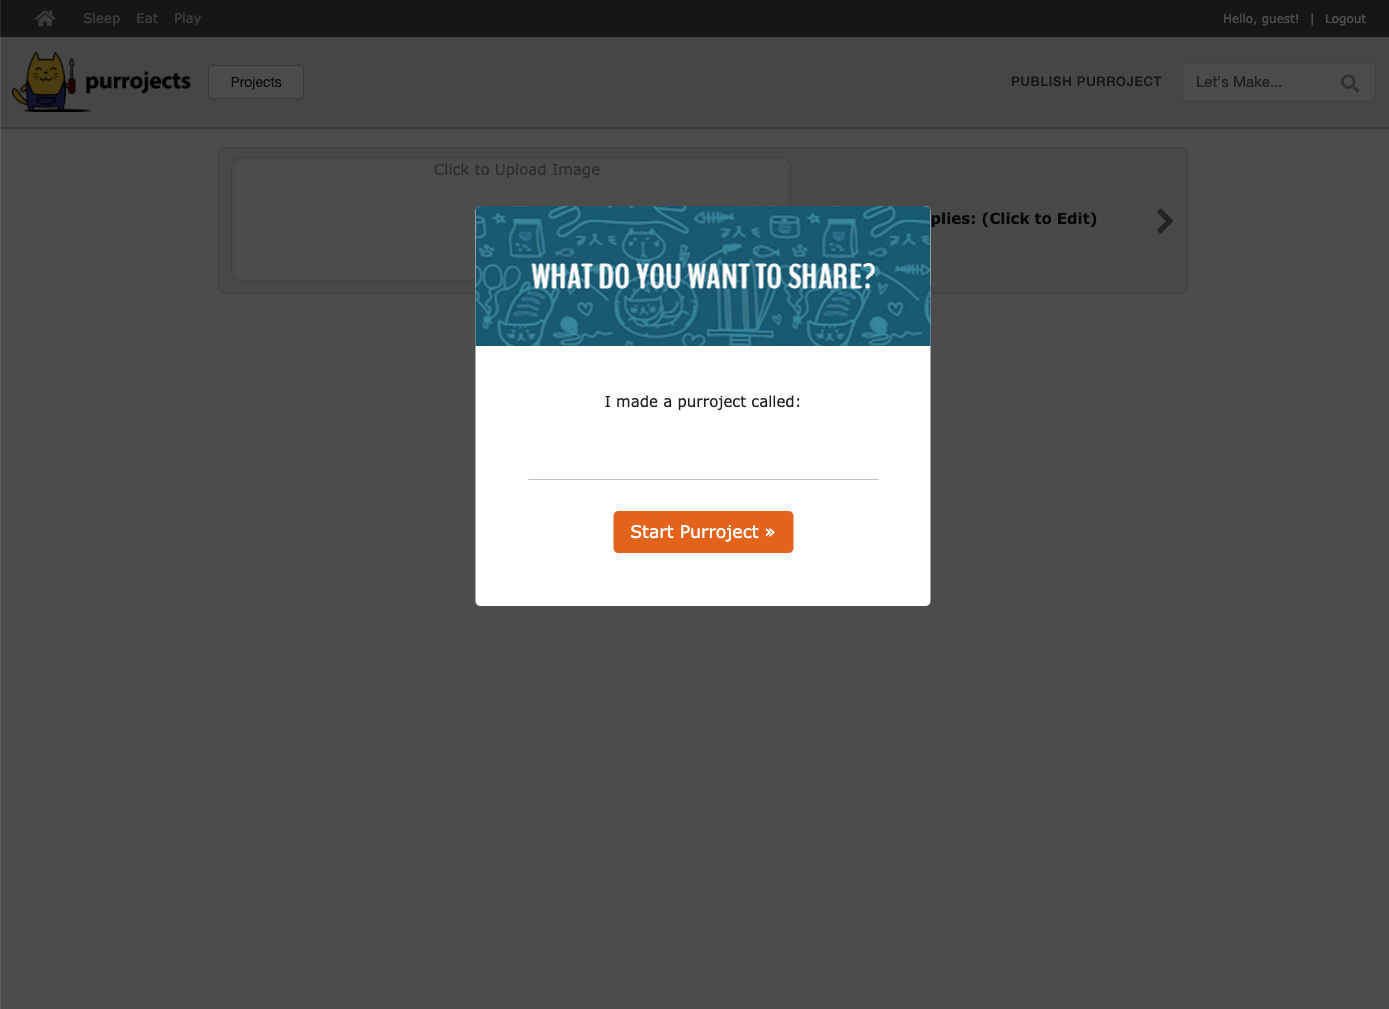 Sleep Eat Play
Hello, guest! | Logout
purrojects
Projects
PUBLISH PURROJECT
Let's Make...
Click to Upload Image
plies: (Click to Edit)
WHAT DO YOU WANT TO SHARE?
I made a purroject called:
Start Purroject »